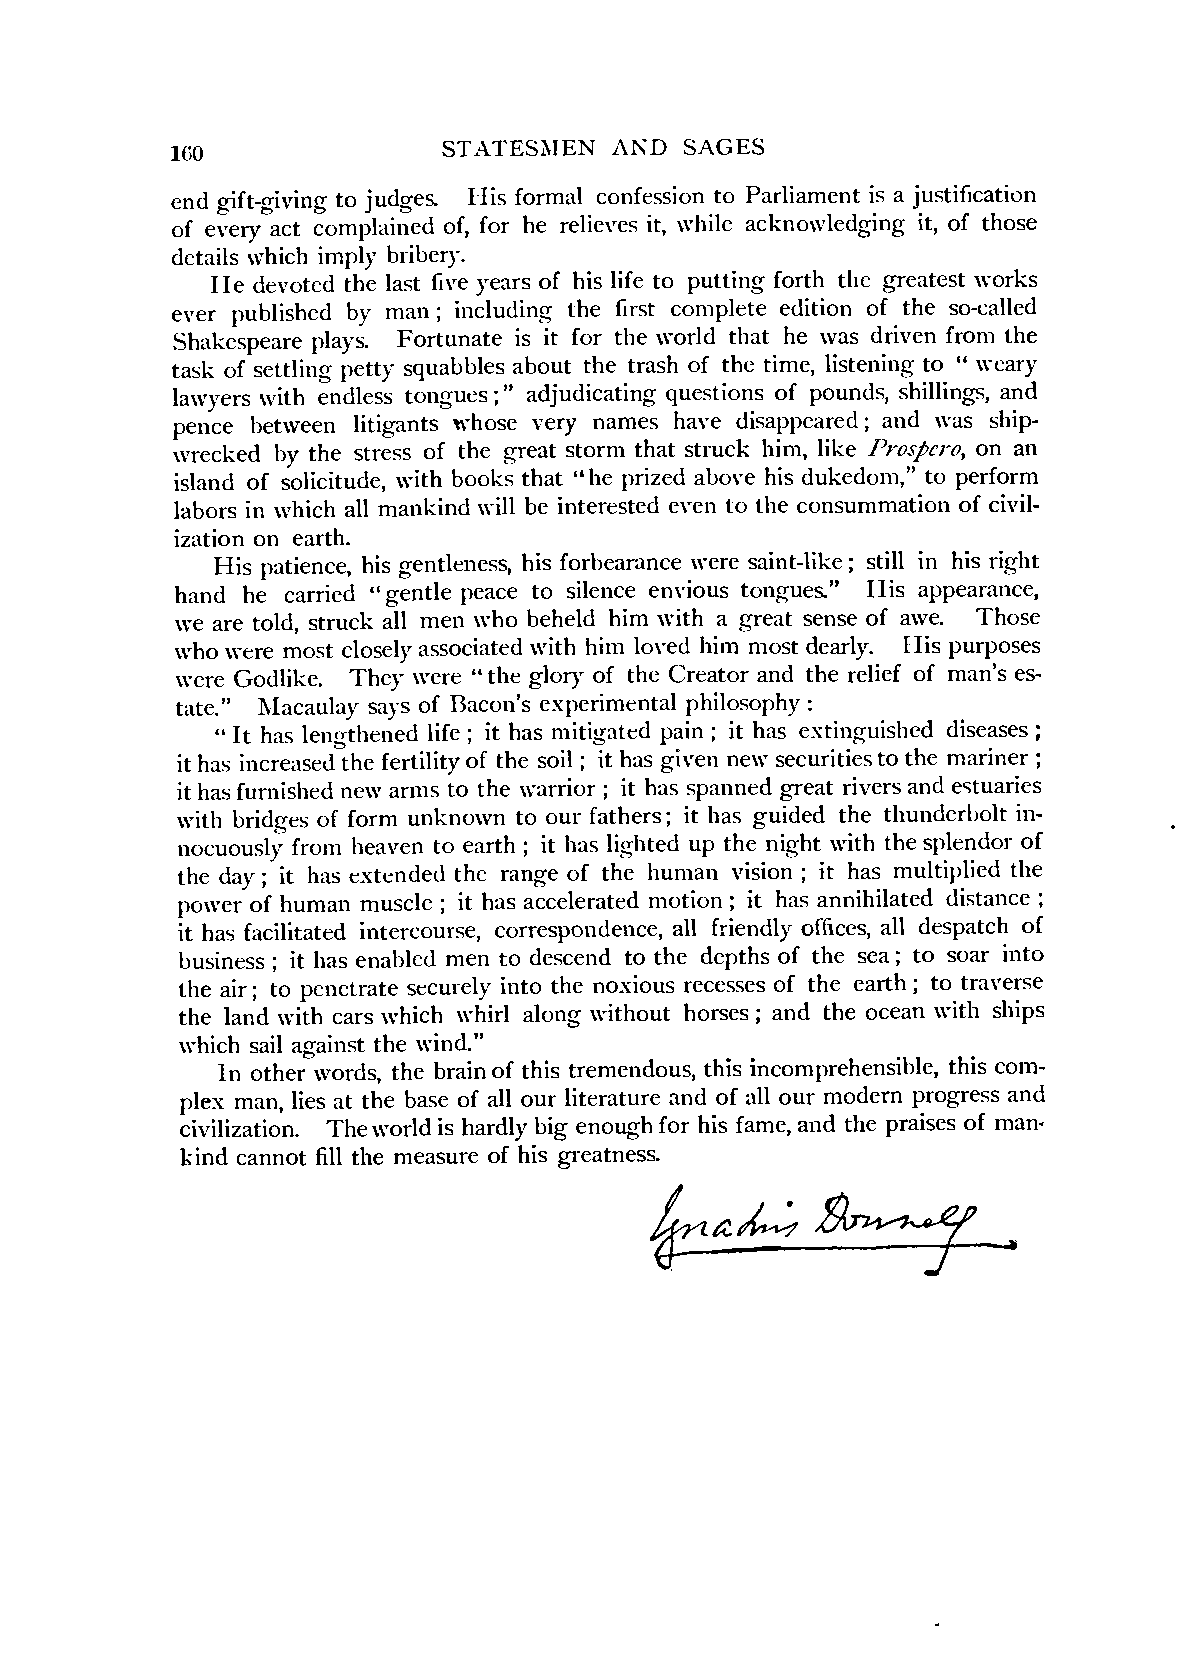 160 STATESMEN AND SAGES
end gift-giving to judges. His formal confession to Parliament is a justification
of every act complained of, for he relieves it, while acknowledging it, of those
details which imply bribery.
He devoted the last five years of his life to putting forth the greatest works
ever published by man; including the first complete edition of the so-called
Shakespeare plays. Fortunate is it for the world that he was driven from the
task of settling petty squabbles about the trash of the time, listening to "weary
lawyers with endless tongues;" adjudicating questions of pounds, shillings, and
pence between litigants whose very names have disappeared; and was ship-
wrecked by the stress of the great storm that struck him, like Prospero, on an
island of solicitude, with books that "he prized above his dukedom," to perform
labors in which all mankind will be interested even to the consummation of civil-
ization on earth.
His patience, his gentleness, his forbearance were saint-like; still in his right
hand he carried "gentle peace to silence envious tongues." His appearance,
we are told, struck all men who beheld him with a great sense of awe. Those
who were most closely associated with him loved him most dearly. His purposes
were Godlike. They were "the glory of the Creator and the relief of man's es-
tate." Macaulay says of Bacon's experimental philosophy:
"It has lengthened life; it has mitigated pain; it has extinguished diseases;
it has increased the fertility of the soil; it has given new securities to the mariner;
it has furnished new arms to the warrior; it has spanned great rivers and estuaries
with bridges of form unknown to our fathers; it has guided the thunderbolt in-
nocuously from heaven to earth; it has lighted up the night with the splendor of
the day; it has extended the range of the human vision; it has multiplied the
power of human muscle; it has accelerated motion; it has annihilated distance;
it has facilitated intercourse, correspondence, all friendly offices, all despatch of
business; it has enabled men to descend to the depths of the sea; to soar into
the air; to penetrate securely into the noxious recesses of the earth; to traverse
the land with cars which whirl along without horses; and the ocean with ships
which sail against the wind."
In other words, the brain of this tremendous, this incomprehensible, this com-
plex man, lies at the base of all our literature and of all our modern progress and
civilization. The world is hardly big enough for his fame, and the praises of man-
kind cannot fill the measure of his greatness.
Ignatius Donnelly